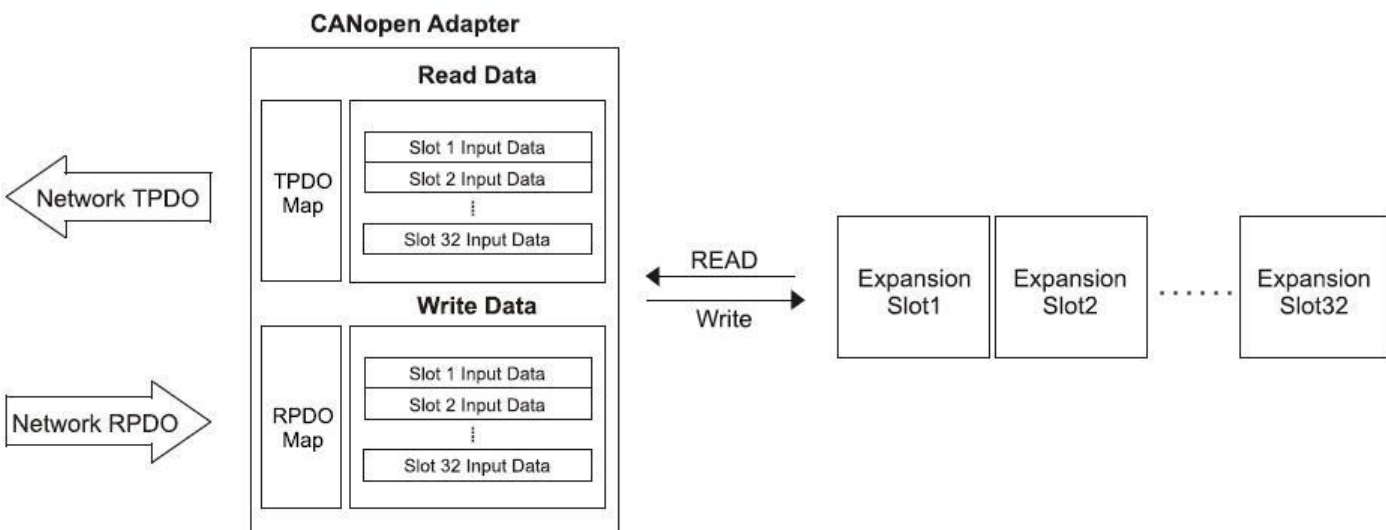 CANopen Adapter
Read Data
TPDO
Map
Slot 1 Input Data
Slot 2 Input Data
Slot 32 Input Data
Network TPDO
Write Data
RPDO
Map
Slot 1 Input Data
Slot 2 Input Data
Slot 32 Input Data
Network RPDO
READ
Write
Expansion
Slot1
Expansion
Slot2
Expansion
Slot32